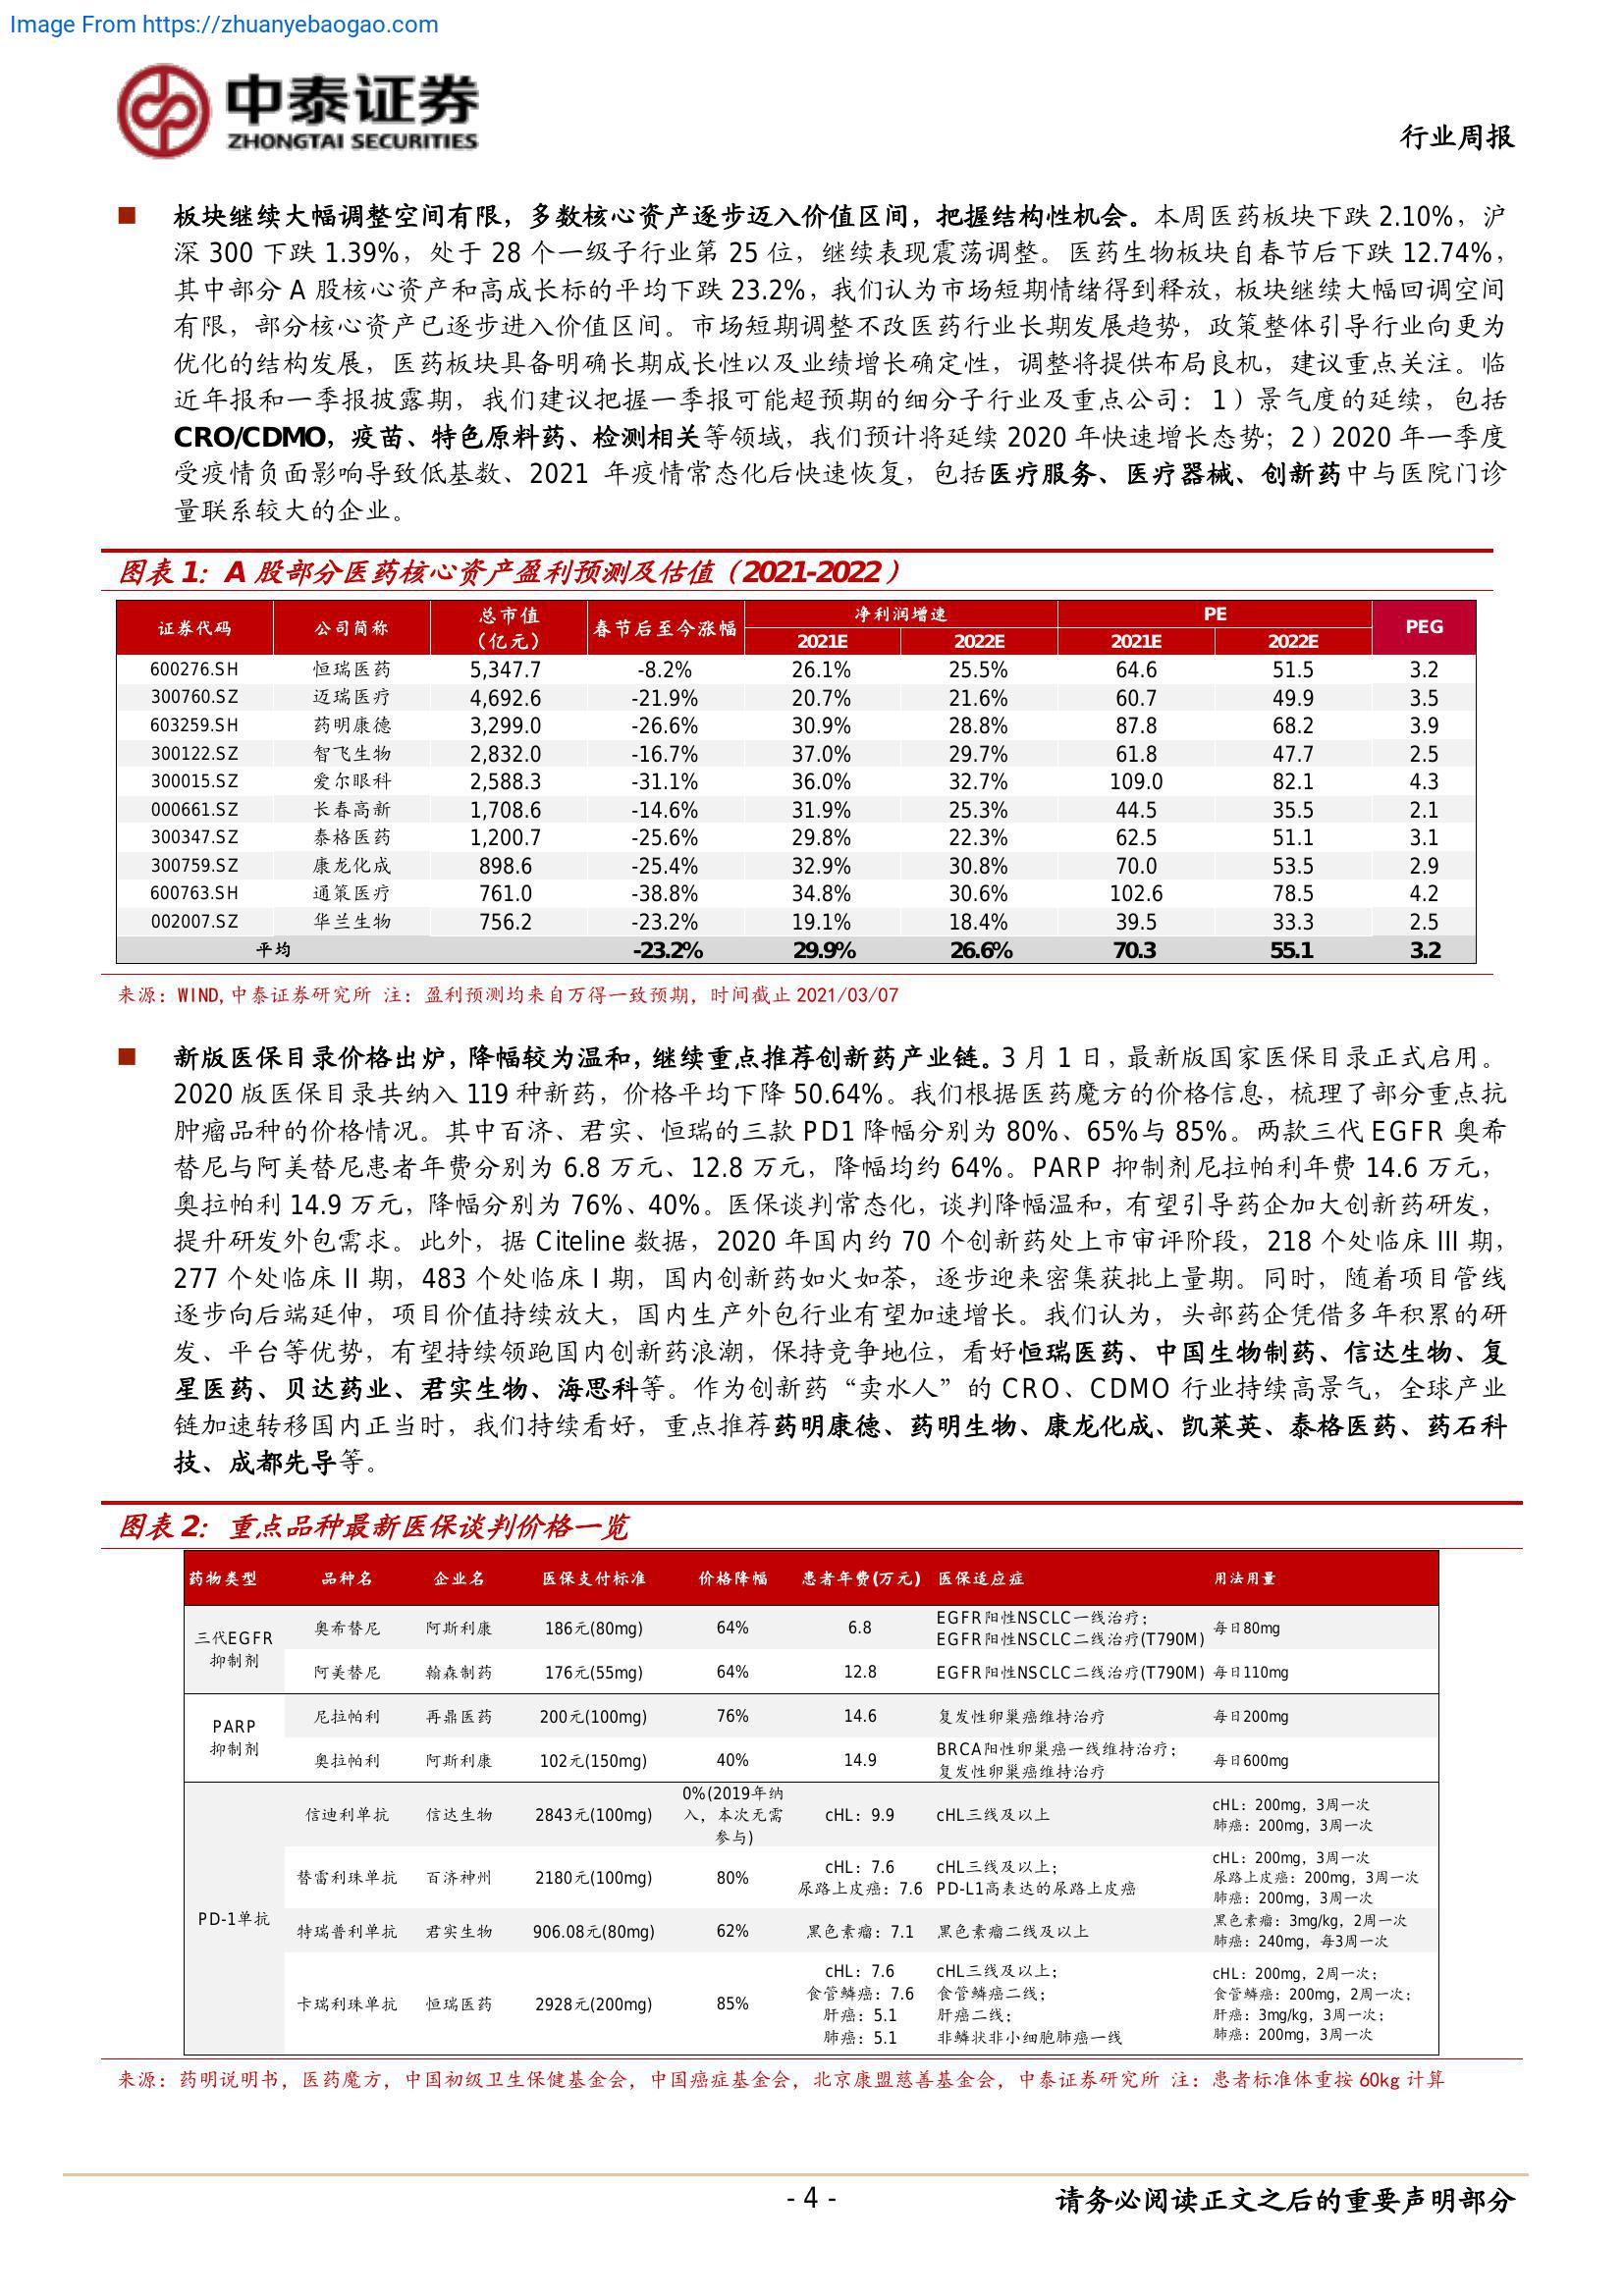 Image From https://zhuanyebaogao.com
中泰证券
ZHONGTAI SECURITIES
行业周报
■ 板块继续大幅调整空间有限，多数核心资产逐步迈入价值区间，把握结构性机会。本周医药板块下跌 2.10%，沪
深 300 下跌 1.39%，处于 28 个一级子行业第 25 位，继续表现震荡调整。医药生物板块自春节后下跌 12.74%，
其中部分 A 股核心资产和高成长标的平均下跌 23.2%，我们认为市场短期情绪得到释放，板块继续大幅回调空间
有限，部分核心资产已逐步进入价值区间。市场短期调整不改医药行业长期发展趋势，政策整体引导行业向更为
优化的结构发展，医药板块具备明确长期成长性以及业绩增长确定性，调整将提供布局良机，建议重点关注。临
近年报和一季报披露期，我们建议把握一季报可能超预期的细分子行业及重点公司：1）景气度的延续，包括
CRO/CDMO，疫苗、特色原料药、检测相关等领域，我们预计将延续 2020 年快速增长态势；2）2020 年一季度
受疫情负面影响导致低基数、2021 年疫情常态化后快速恢复，包括医疗服务、医疗器械、创新药中与医院门诊
量联系较大的企业。
图表 1：A 股部分医药核心资产盈利预测及估值（2021-2022）
证券代码 公司简称 总市值（亿元） 春节后至今涨幅 净利润增速 PE PEG
2021E 2022E 2021E 2022E
600276.SH 恒瑞医药 5,347.7 -8.2% 26.1% 25.5% 64.6 51.5 3.2
300760.SZ 迈瑞医疗 4,692.6 -21.9% 20.7% 21.6% 60.7 49.9 3.5
603259.SH 药明康德 3,299.0 -26.6% 30.9% 28.8% 87.8 68.2 3.9
300122.SZ 智飞生物 2,832.0 -16.7% 37.0% 29.7% 61.8 47.7 2.5
300015.SZ 爱尔眼科 2,588.3 -31.1% 36.0% 32.7% 109.0 82.1 4.3
000661.SZ 长春高新 1,708.6 -14.6% 31.9% 25.3% 44.5 35.5 2.1
300347.SZ 泰格医药 1,200.7 -25.6% 29.8% 22.3% 62.5 51.1 3.1
300759.SZ 康龙化成 898.6 -25.4% 32.9% 30.8% 70.0 53.5 2.9
600763.SH 通策医疗 761.0 -38.8% 34.8% 30.6% 102.6 78.5 4.2
002007.SZ 华兰生物 756.2 -23.2% 19.1% 18.4% 39.5 33.3 2.5
平均 -23.2% 29.9% 26.6% 70.3 55.1 3.2
来源：WIND,中泰证券研究所 注：盈利预测均来自万得一致预期，时间截止 2021/03/07
■ 新版医保目录价格出炉，降幅较为温和，继续重点推荐创新药产业链。3 月 1 日，最新版国家医保目录正式启用。
2020 版医保目录共纳入 119 种新药，价格平均下降 50.64%。我们根据医药魔方的价格信息，梳理了部分重点抗
肿瘤品种的价格情况。其中百济、君实、恒瑞的三款 PD1 降幅分别为 80%、65%与 85%。两款三代 EGFR 奥希
替尼与阿美替尼患者年费分别为 6.8 万元、12.8 万元，降幅均约 64%。PARP 抑制剂尼拉帕利年费 14.6 万元，
奥拉帕利 14.9 万元，降幅分别为 76%、40%。医保谈判常态化，谈判降幅温和，有望引导药企加大创新药研发，
提升研发外包需求。此外，据 Citeline 数据，2020 年国内约 70 个创新药处上市审评阶段，218 个处临床 III 期，
277 个处临床 II 期，483 个处临床 I 期，国内创新药如火如荼，逐步迎来密集获批上量期。同时，随着项目管线
逐步向后端延伸，项目价值持续放大，国内生产外包行业有望加速增长。我们认为，头部药企凭借多年积累的研
发、平台等优势，有望持续领跑国内创新药浪潮，保持竞争地位，看好恒瑞医药、中国生物制药、信达生物、复
星医药、贝达药业、君实生物、海思科等。作为创新药“卖水人”的 CRO、CDMO 行业持续高景气，全球产业
链加速转移国内正当时，我们持续看好，重点推荐药明康德、药明生物、康龙化成、凯莱英、泰格医药、药石科
技、成都先导等。
图表 2：重点品种最新医保谈判价格一览
药物类型 品种名 企业名 医保支付标准 价格降幅 患者年费(万元) 医保适应症 用法用量
三代EGFR抑制剂 奥希替尼 阿斯利康 186元(80mg) 64% 6.8 EGFR阳性NSCLC一线治疗；EGFR阳性NSCLC二线治疗(T790M) 每日80mg
阿美替尼 翰森制药 176元(55mg) 64% 12.8 EGFR阳性NSCLC二线治疗(T790M) 每日110mg
PARP抑制剂 尼拉帕利 再鼎医药 200元(100mg) 76% 14.6 复发性卵巢癌维持治疗 每日200mg
奥拉帕利 阿斯利康 102元(150mg) 40% 14.9 BRCA阳性卵巢癌一线维持治疗；复发性卵巢癌维持治疗 每日600mg
PD-1单抗 信迪利单抗 信达生物 2843元(100mg) 0%(2019年纳入，本次无需参与) cHL：9.9 cHL三线及以上 cHL：200mg，3周一次 肺癌：200mg，3周一次
替雷利珠单抗 百济神州 2180元(100mg) 80% cHL：7.6 尿路上皮癌：7.6 cHL三线及以上；PD-L1高表达的尿路上皮癌 cHL：200mg，3周一次 尿路上皮癌：200mg，3周一次 肺癌：200mg，3周一次
特瑞普利单抗 君实生物 906.08元(80mg) 62% 黑色素瘤：7.1 黑色素瘤二线及以上 黑色素瘤：3mg/kg，2周一次 肺癌：240mg，每3周一次
卡瑞利珠单抗 恒瑞医药 2928元(200mg) 85% cHL：7.6 食管鳞癌：7.6 肝癌：5.1 肺癌：5.1 cHL三线及以上；食管鳞癌二线；肝癌二线；非鳞状非小细胞肺癌一线 cHL：200mg，2周一次；食管鳞癌：200mg，2周一次；肝癌：3mg/kg，3周一次；肺癌：200mg，3周一次
来源：药明说明书，医药魔方，中国初级卫生保健基金会，中国癌症基金会，北京康盟慈善基金会，中泰证券研究所 注：患者标准体重按 60kg 计算
- 4 -
请务必阅读正文之后的重要声明部分